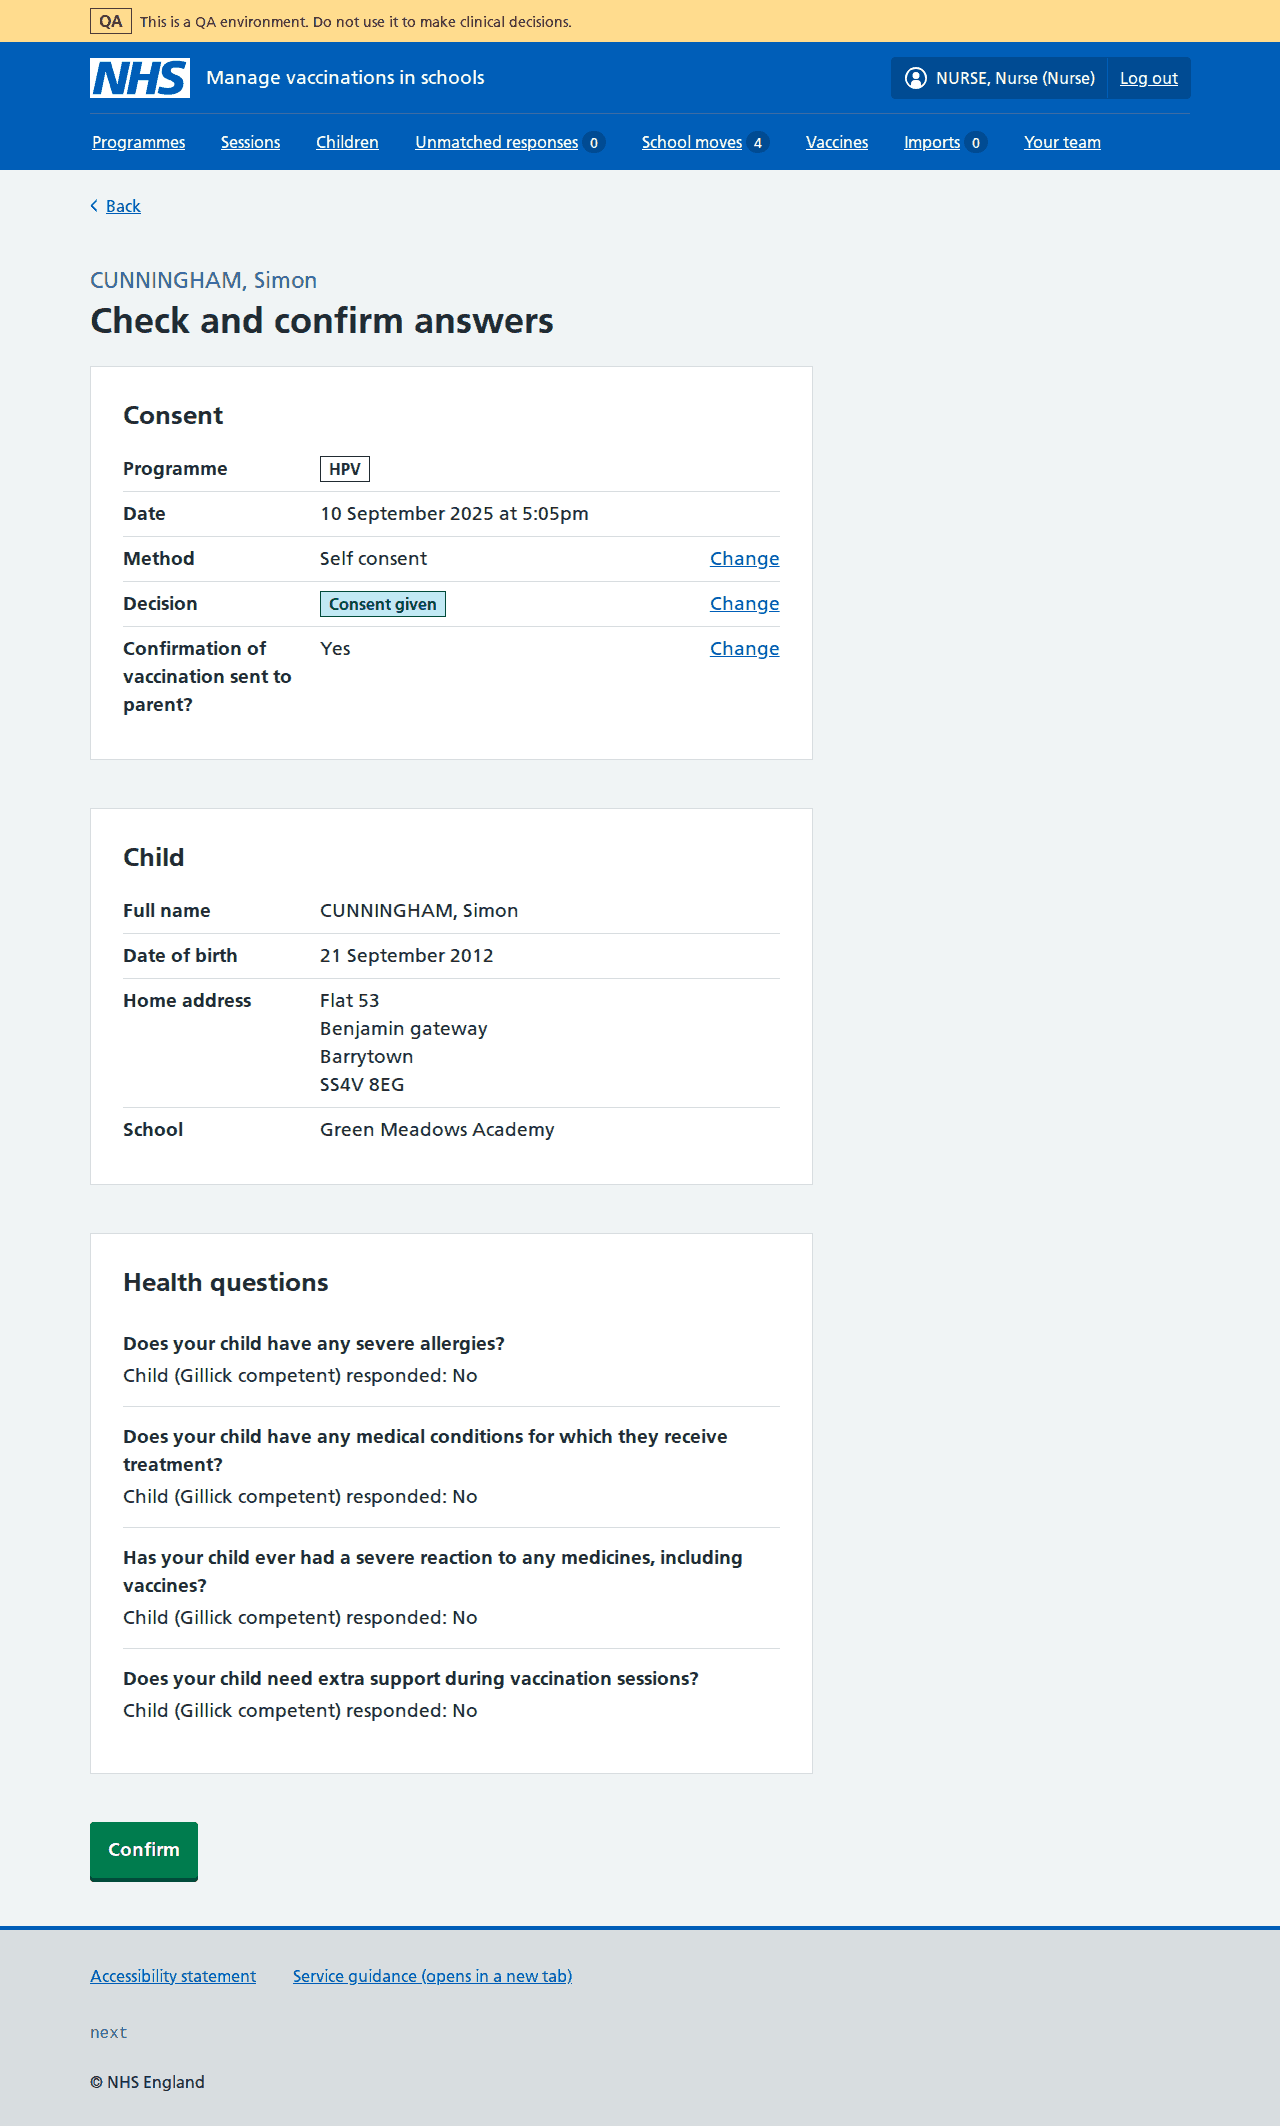 QA This is a QA environment. Do not use it to make clinical decisions.
NHS Manage vaccinations in schools NURSE, Nurse (Nurse) Log out
Programmes Sessions Children Unmatched responses 0 School moves 4 Vaccines Imports 0 Your team
Back
CUNNINGHAM, Simon
Check and confirm answers
Consent
Programme HPV
Date 10 September 2025 at 5:05pm
Method Self consent Change
Decision Consent given Change
Confirmation of Yes Change
vaccination sent to
parent?
Child
Full name CUNNINGHAM, Simon
Date of birth 21 September 2012
Home address Flat 53
Benjamin gateway
Barrytown
SS4V 8EG
School Green Meadows Academy
Health questions
Does your child have any severe allergies?
Child (Gillick competent) responded: No
Does your child have any medical conditions for which they receive
treatment?
Child (Gillick competent) responded: No
Has your child ever had a severe reaction to any medicines, including
vaccines?
Child (Gillick competent) responded: No
Does your child need extra support during vaccination sessions?
Child (Gillick competent) responded: No
Confirm
Accessibility statement Service guidance (opens in a new tab)
next
© NHS England